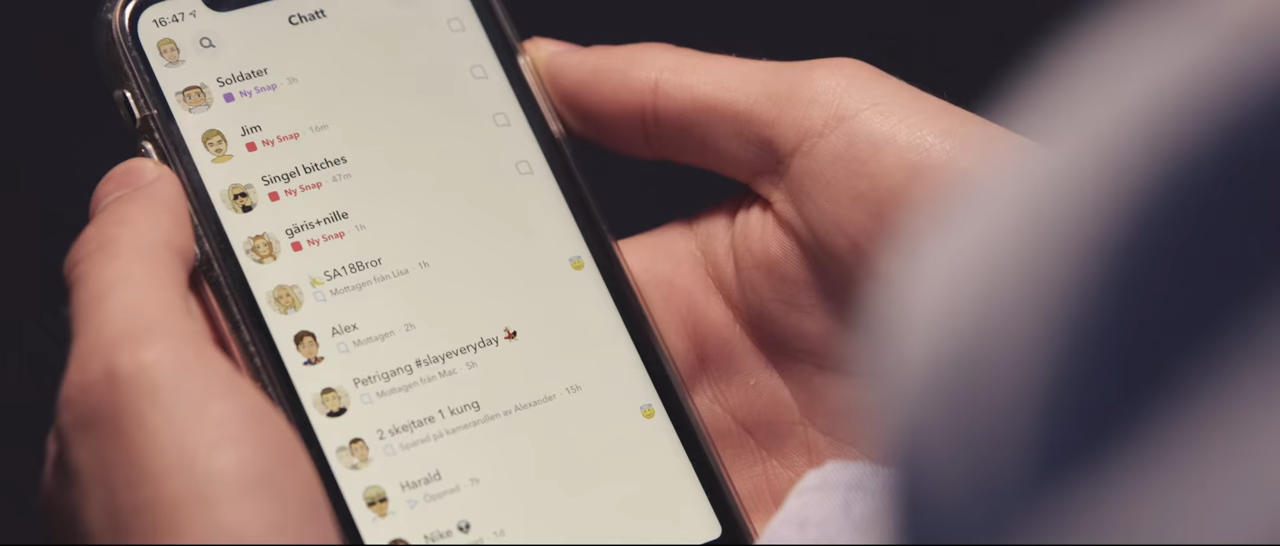 16:47
Chatt
Soldater
Ny Snap · 3h
Jim
Ny Snap · 16m
Singel bitches
Ny Snap · 47m
gäris+nille
Ny Snap · 1h
🍌SA18Bror
Mottagen från Lisa · 1h
Alex
Mottagen · 2h
Petrigang #slayeveryday 💃
Mottagen från Mac · 5h
2 skejtare 1 kung
Sparad på kamerarullen av Alexander · 15h
Harald
Öppnad · 7h
Nike 👽
1d